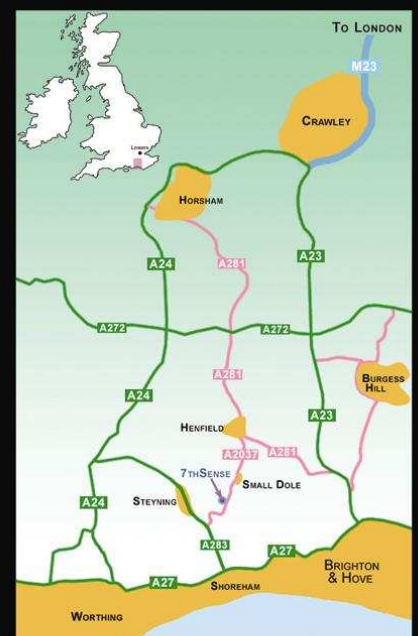 To London
M23
Crawley
London
Horsham
A281
A24
A23
A272
A272
A281
Burgess Hill
A24
A23
Henfield
A281
A2037
7thSense
Small Dole
Steyning
A24
A283
A27
Brighton & Hove
A27
Shoreham
Worthing